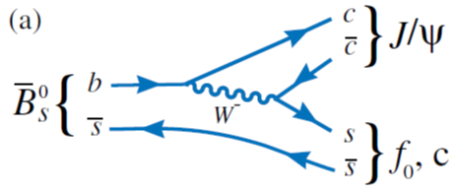 (a)
c
c̅ } J/ψ
B̅⁰ₛ { b
s̅
W⁻
s
s̅ } f₀, c